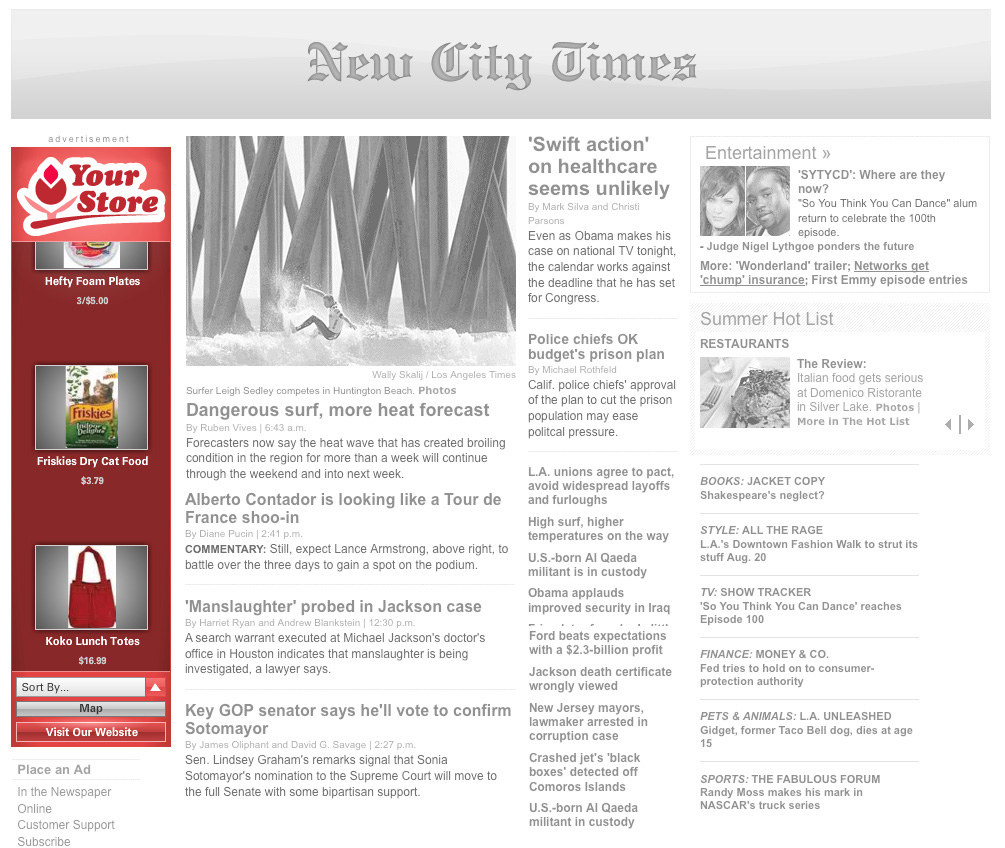 New City Times
advertisement
Your
Store
Hefty Foam Plates
3/$5.00
NEW!
Friskies
Indoor
Delights
Friskies Dry Cat Food
$3.79
Koko Lunch Totes
$16.99
Sort By...
Map
Visit Our Website
Place an Ad
In the Newspaper
Online
Customer Support
Subscribe
Wally Skalij / Los Angeles Times
Surfer Leigh Sedley competes in Huntington Beach. Photos
Dangerous surf, more heat forecast
By Ruben Vives | 6:43 a.m.
Forecasters now say the heat wave that has created broiling
condition in the region for more than a week will continue
through the weekend and into next week.
Alberto Contador is looking like a Tour de
France shoo-in
By Diane Pucin | 2:41 p.m.
COMMENTARY: Still, expect Lance Armstrong, above right, to
battle over the three days to gain a spot on the podium.
'Manslaughter' probed in Jackson case
By Harriet Ryan and Andrew Blankstein | 12:30 p.m.
A search warrant executed at Michael Jackson's doctor's
office in Houston indicates that manslaughter is being
investigated, a lawyer says.
Key GOP senator says he'll vote to confirm
Sotomayor
By James Oliphant and David G. Savage | 2:27 p.m.
Sen. Lindsey Graham's remarks signal that Sonia
Sotomayor's nomination to the Supreme Court will move to
the full Senate with some bipartisan support.
'Swift action'
on healthcare
seems unlikely
By Mark Silva and Christi
Parsons
Even as Obama makes his
case on national TV tonight,
the calendar works against
the deadline that he has set
for Congress.
Police chiefs OK
budget's prison plan
By Michael Rothfeld
Calif. police chiefs' approval
of the plan to cut the prison
population may ease
politcal pressure.
L.A. unions agree to pact,
avoid widespread layoffs
and furloughs
High surf, higher
temperatures on the way
U.S.-born Al Qaeda
militant is in custody
Obama applauds
improved security in Iraq
Ford beats expectations
with a $2.3-billion profit
Jackson death certificate
wrongly viewed
New Jersey mayors,
lawmaker arrested in
corruption case
Crashed jet's 'black
boxes' detected off
Comoros Islands
U.S.-born Al Qaeda
militant in custody
Entertainment »
'SYTYCD': Where are they
now?
"So You Think You Can Dance" alum
return to celebrate the 100th
episode.
- Judge Nigel Lythgoe ponders the future
More: 'Wonderland' trailer; Networks get
'chump' insurance; First Emmy episode entries
Summer Hot List
RESTAURANTS
The Review:
Italian food gets serious
at Domenico Ristorante
in Silver Lake. Photos |
More in The Hot List
BOOKS: JACKET COPY
Shakespeare's neglect?
STYLE: ALL THE RAGE
L.A.'s Downtown Fashion Walk to strut its
stuff Aug. 20
TV: SHOW TRACKER
'So You Think You Can Dance' reaches
Episode 100
FINANCE: MONEY & CO.
Fed tries to hold on to consumer-
protection authority
PETS & ANIMALS: L.A. UNLEASHED
Gidget, former Taco Bell dog, dies at age
15
SPORTS: THE FABULOUS FORUM
Randy Moss makes his mark in
NASCAR's truck series